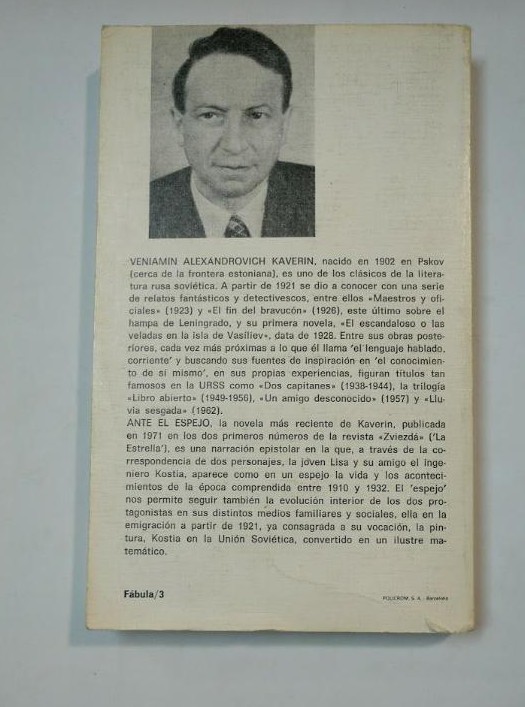 VENIAMIN ALEXANDROVICH KAVERIN, nacido en 1902 en Pskov
(cerca de la frontera estoniana), es uno de los clásicos de la litera-
tura rusa soviética. A partir de 1921 se dio a conocer con una serie
de relatos fantásticos y detectivescos, entre ellos «Maestros y ofi-
ciales» (1923) y «El fin del bravucón» (1926), este último sobre el
hampa de Leningrado, y su primera novela, «El escandaloso o las
veladas en la isla de Vasíliev», data de 1928. Entre sus obras poste-
riores, cada vez más próximas a lo que él llama 'el lenguaje hablado,
corriente' y buscando sus fuentes de inspiración en 'el conocimien-
to de sí mismo', en sus propias experiencias, figuran títulos tan
famosos en la URSS como «Dos capitanes» (1938-1944), la trilogía
«Libro abierto» (1949-1956), «Un amigo desconocido» (1957) y «Llu-
via sesgada» (1962).
ANTE EL ESPEJO, la novela más reciente de Kaverin, publicada
en 1971 en los dos primeros números de la revista «Zviezdá» ('La
Estrella'), es una narración epistolar en la que, a través de la co-
rrespondencia de dos personajes, la jóven Lisa y su amigo el inge-
niero Kostia, aparece como en un espejo la vida y los aconteci-
mientos de la época comprendida entre 1910 y 1932. El 'espejo'
nos permite seguir también la evolución interior de los dos pro-
tagonistas en sus distintos medios familiares y sociales, ella en la
emigración a partir de 1921, ya consagrada a su vocación, la pin-
tura, Kostia en la Unión Soviética, convertido en un ilustre ma-
temático.
Fábula/3
POLICROM, S. A. - Barcelona